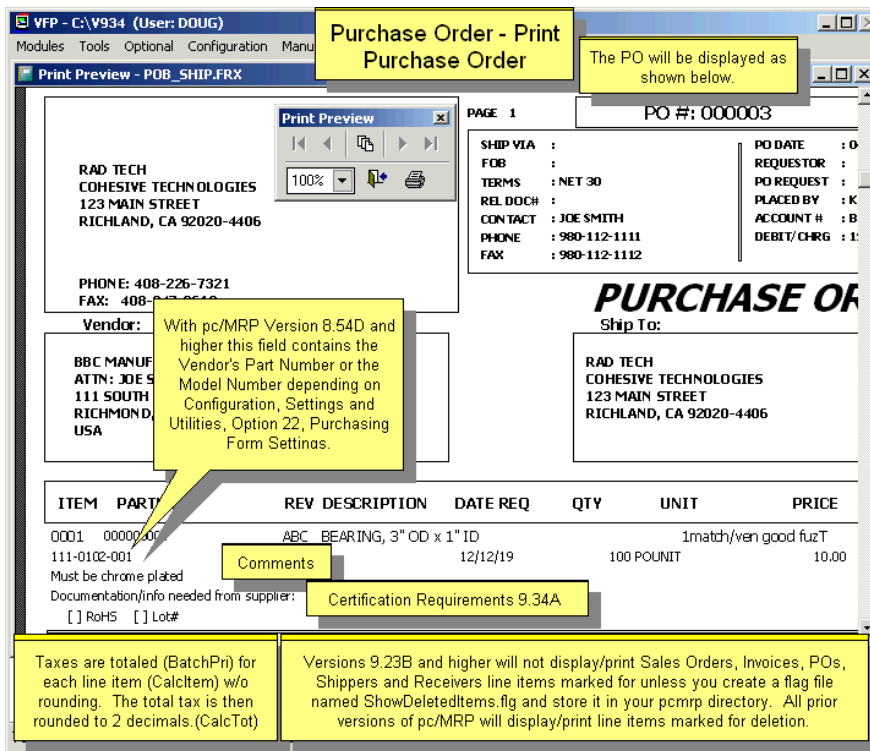 VFP - C:\V934 (User: DOUG)
Modules Tools Optional Configuration
Purchase Order - Print
Purchase Order
The PO will be displayed as
shown below.
Print Preview - POB_SHIP.FRX
Print Preview
100%
RAD TECH
COHESIVE TECHNOLOGIES
123 MAIN STREET
RICHLAND, CA 92020-4406
PHONE: 408-226-7321
FAX:
PAGE 1
PO #: 000003
SHIP VIA :
FOB :
TERMS : NET 30
REL DOC# :
CONTACT : JOE SMITH
PHONE : 980-112-1111
FAX : 980-112-1112
PO DATE :
REQUESTOR :
PO REQUEST :
PLACED BY : K
ACCOUNT # : B
DEBIT/CHRG :
PURCHASE OR
Vendor:
Ship To:
BBC MANUF
ATTN: JOE S
111 SOUTH
RICHMOND,
USA
With pc/MRP Version 8.54D and
higher this field contains the
Vendor's Part Number or the
Model Number depending on
Configuration, Settings and
Utilities, Option 22, Purchasing
Form Settings.
RAD TECH
COHESIVE TECHNOLOGIES
123 MAIN STREET
RICHLAND, CA 92020-4406
ITEM PART REV DESCRIPTION DATE REQ QTY UNIT PRICE
0001 ABC BEARING, 3" OD x 1" ID 1match/ven good fuzT
111-0102-001 12/12/19 100 POUNIT 10.00
Must be chrome plated
Comments
Documentation/info needed from supplier:
Certification Requirements 9.34A
[ ] RoHS [ ] Lot#
Taxes are totaled (BatchPri) for
each line item (CalcItem) w/o
rounding. The total tax is then
rounded to 2 decimals.(CalcTot)
Versions 9.23B and higher will not display/print Sales Orders, Invoices, POs,
Shippers and Receivers line items marked for unless you create a flag file
named ShowDeletedItems.flg and store it in your pcmrp directory. All prior
versions of pc/MRP will display/print line items marked for deletion.